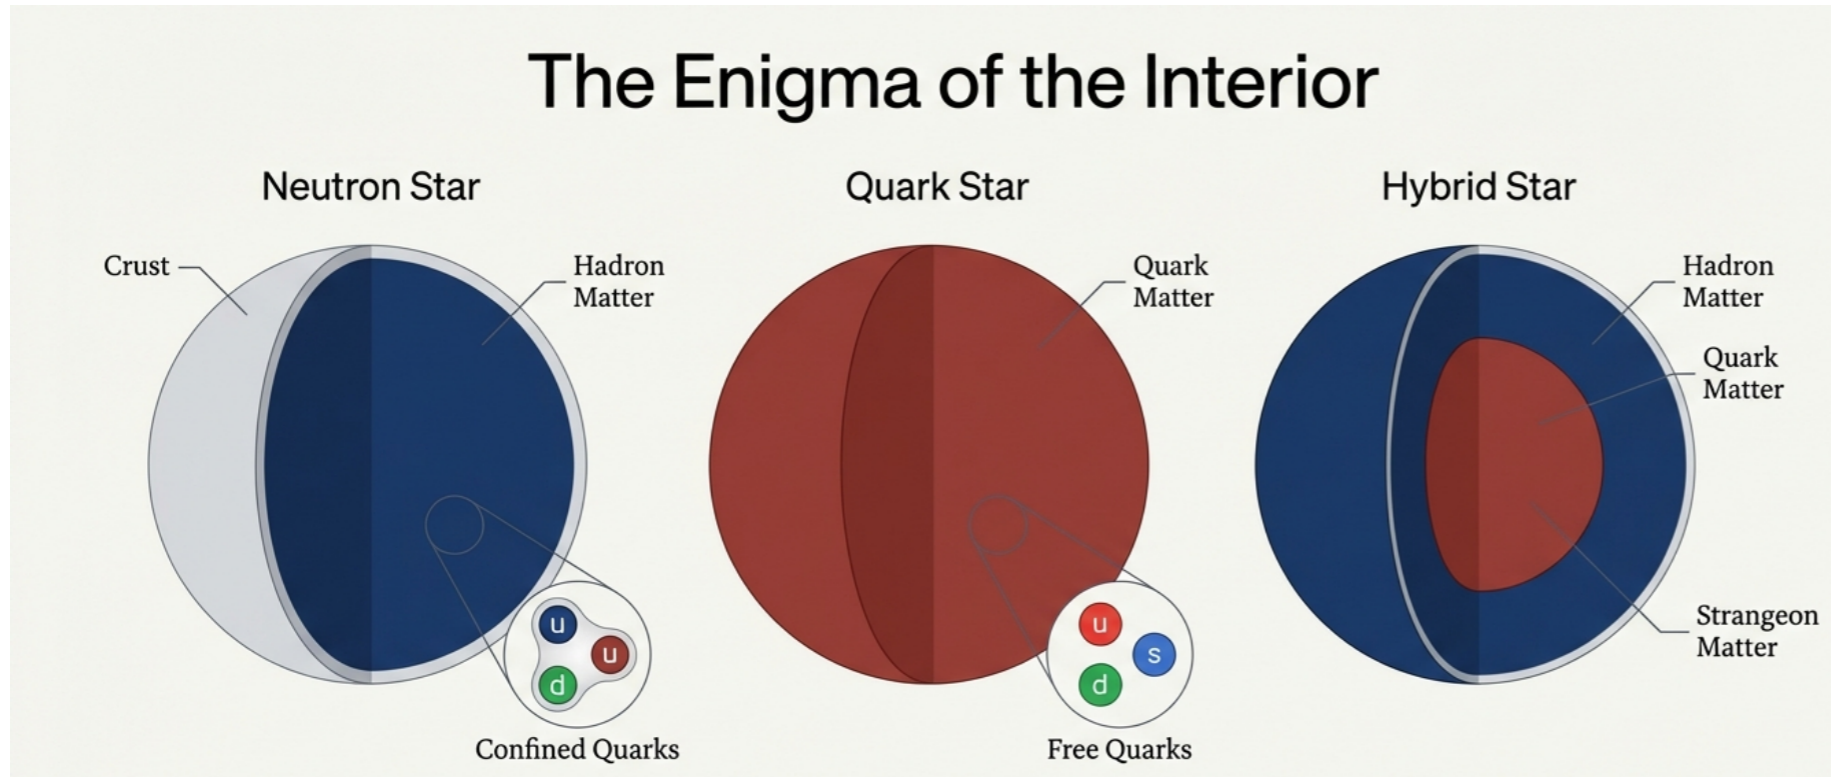 The Enigma of the Interior
Neutron Star
Crust
Hadron
Matter
u
u
d
Confined Quarks
Quark Star
Quark
Matter
u
s
d
Free Quarks
Hybrid Star
Hadron
Matter
Quark
Matter
Strangeon
Matter